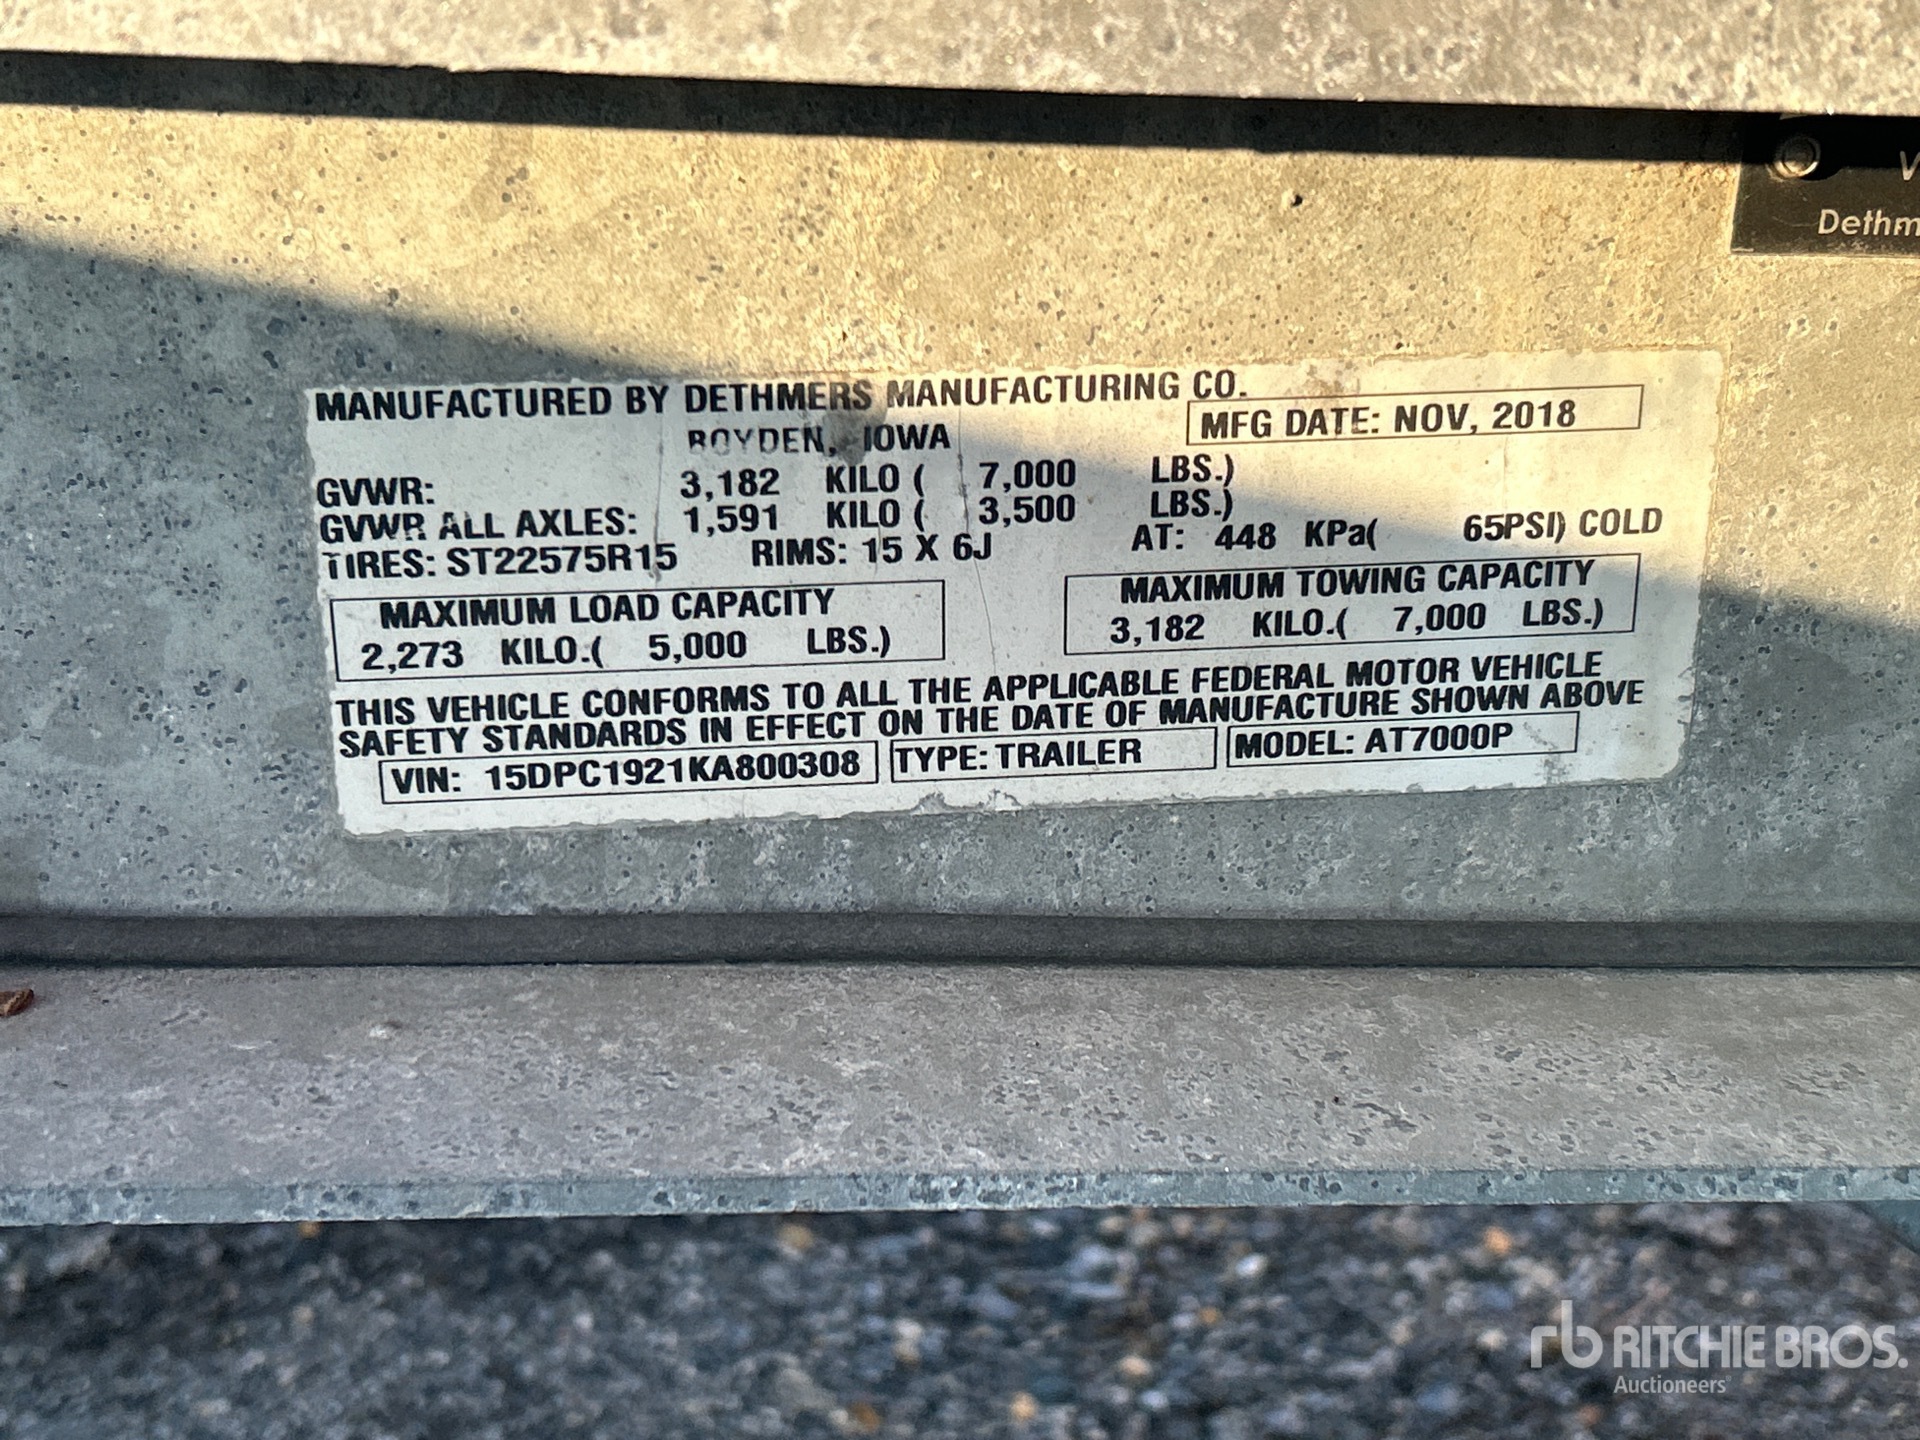 V
Dethm
MANUFACTURED BY DETHMERS MANUFACTURING CO.
BOYDEN, IOWA
MFG DATE: NOV, 2018
GVWR: 3,182 KILO ( 7,000 LBS.)
GVWR ALL AXLES: 1,591 KILO ( 3,500 LBS.)
TIRES: ST22575R15 RIMS: 15 X 6J AT: 448 KPa( 65PSI) COLD
MAXIMUM LOAD CAPACITY
2,273 KILO.( 5,000 LBS.)
MAXIMUM TOWING CAPACITY
3,182 KILO.( 7,000 LBS.)
THIS VEHICLE CONFORMS TO ALL THE APPLICABLE FEDERAL MOTOR VEHICLE
SAFETY STANDARDS IN EFFECT ON THE DATE OF MANUFACTURE SHOWN ABOVE
VIN: 15DPC1921KA800308 TYPE: TRAILER MODEL: AT7000P
rb RITCHIE BROS.
Auctioneers